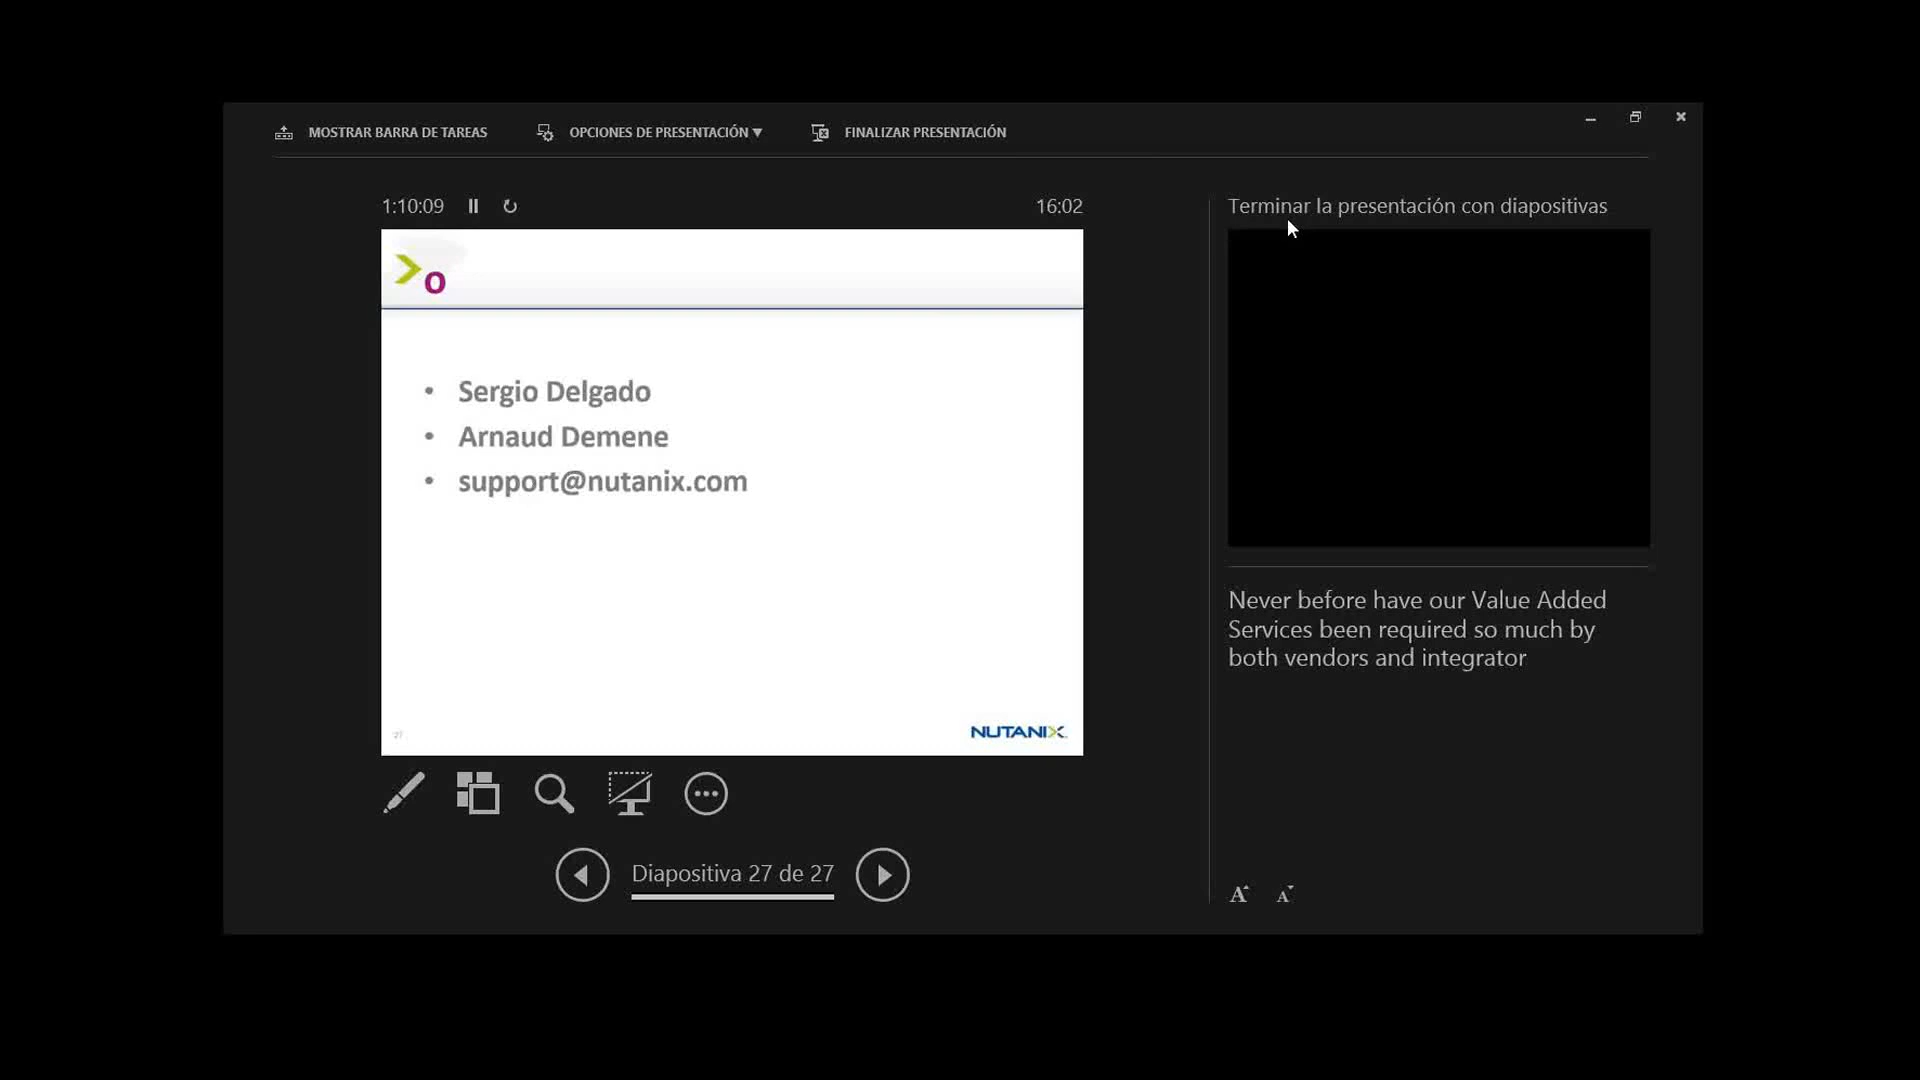 MOSTRAR BARRA DE TAREAS
OPCIONES DE PRESENTACIÓN
FINALIZAR PRESENTACIÓN
1:10:09
16:02
o
• Sergio Delgado
• Arnaud Demene
• support@nutanix.com
27
NUTANIX
Diapositiva 27 de 27
Terminar la presentación con diapositivas
Never before have our Value Added
Services been required so much by
both vendors and integrator
A A